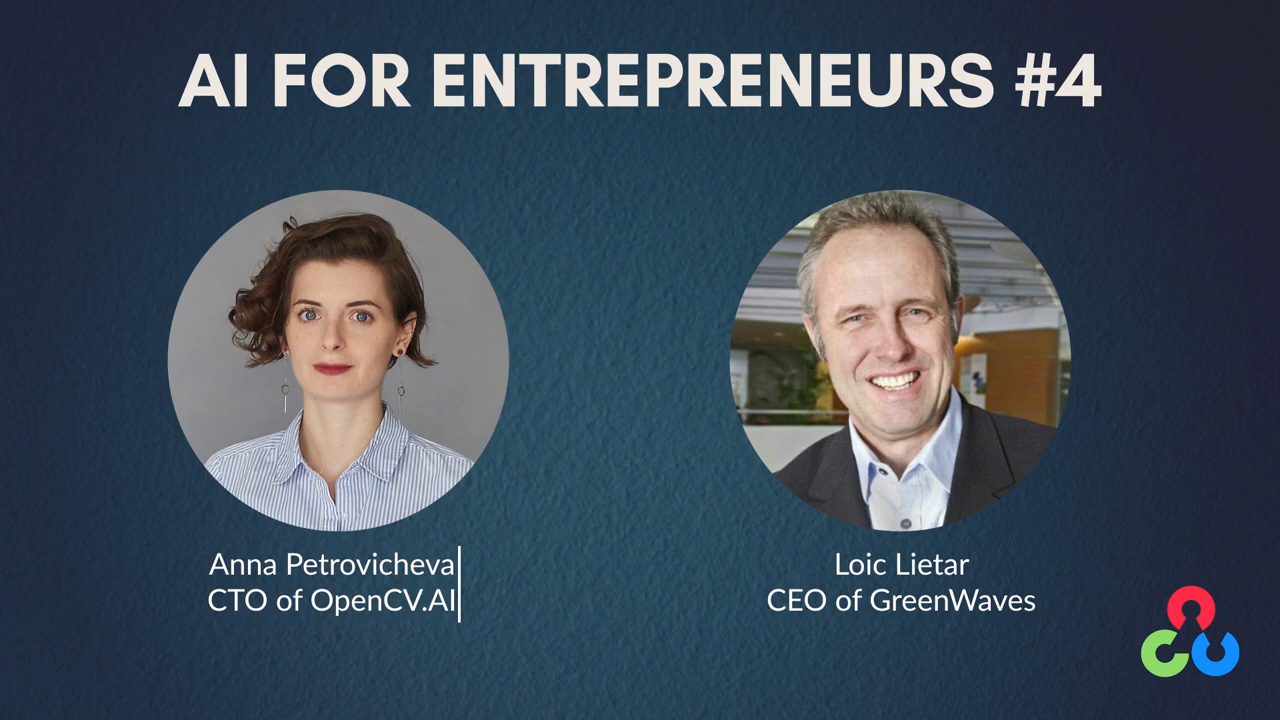 AI FOR ENTREPRENEURS #4
Anna Petrovicheva
CTO of OpenCV.AI
Loic Lietar
CEO of GreenWaves